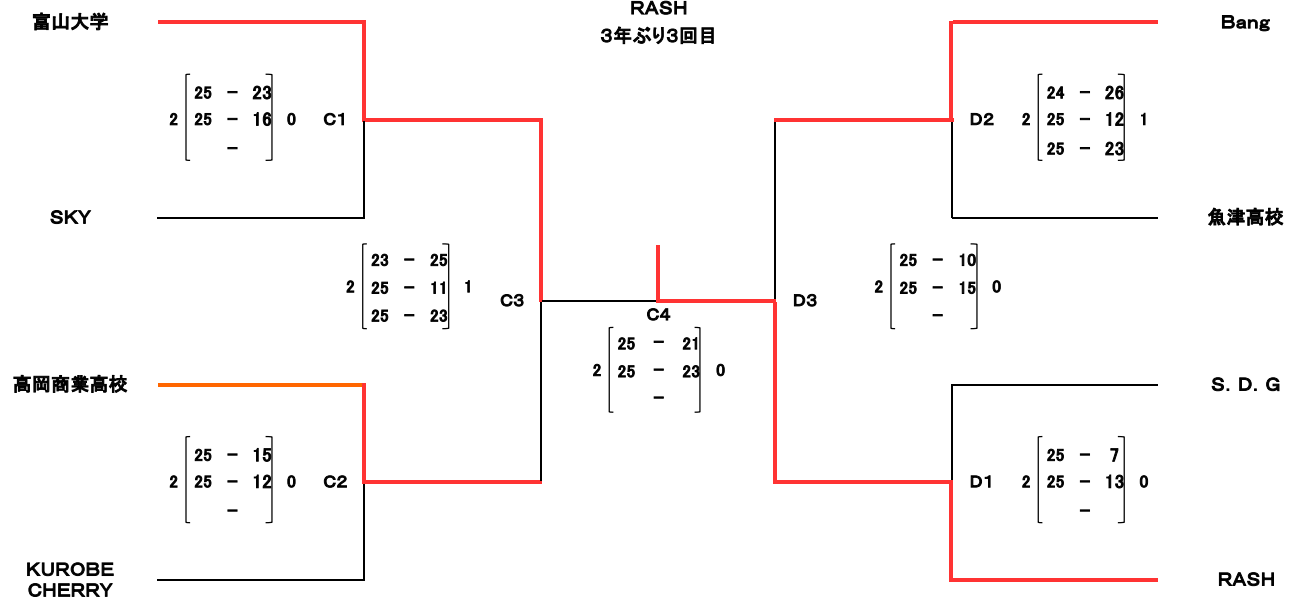 RASH
3年ぶり3回目
富山大学
25 － 23
2 25 － 16 0 C1
－
SKY
23 － 25
2 25 － 11 1 C3
25 － 23
高岡商業高校
25 － 15
2 25 － 12 0 C2
－
KUROBE
CHERRY
C4
25 － 21
2 25 － 23 0
－
Bang
24 － 26
D2 2 25 － 12 1
25 － 23
魚津高校
25 － 10
D3 2 25 － 15 0
－
S．D．G
25 － 7
D1 2 25 － 13 0
－
RASH